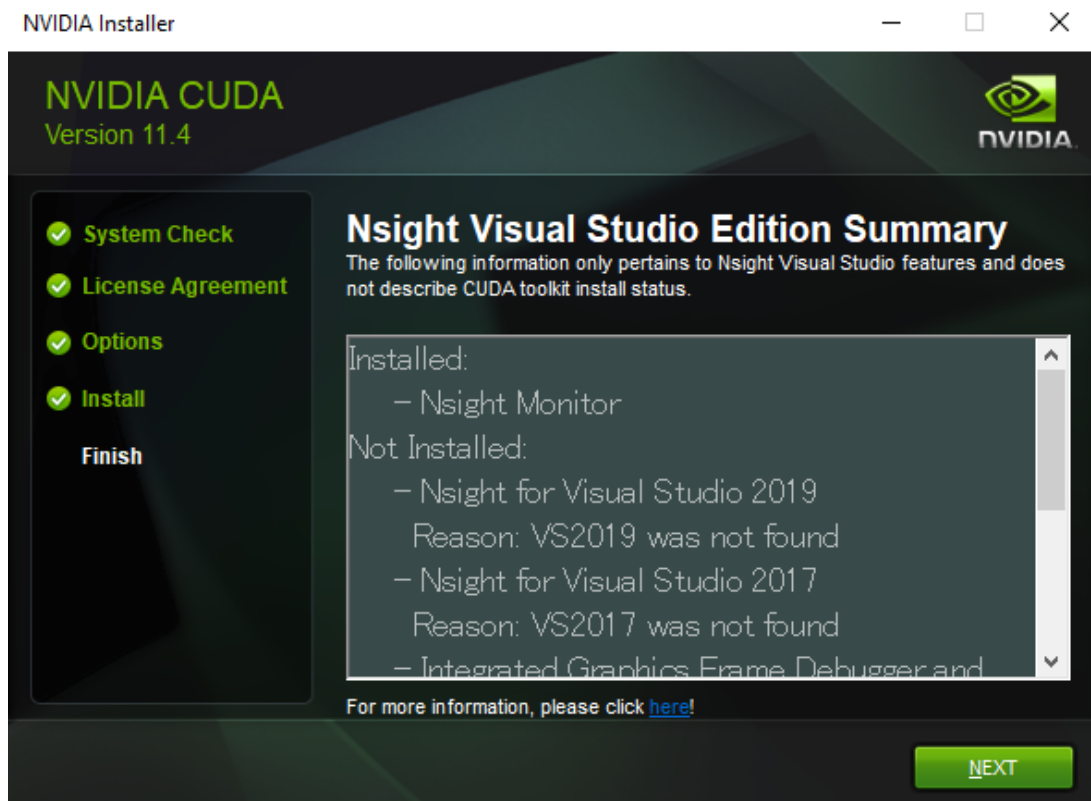 NVIDIA Installer
NVIDIA CUDA
Version 11.4
NVIDIA.
System Check
License Agreement
Options
Install
Finish
Nsight Visual Studio Edition Summary
The following information only pertains to Nsight Visual Studio features and does
not describe CUDA toolkit install status.
Installed:
— Nsight Monitor
Not Installed:
— Nsight for Visual Studio 2019
Reason: VS2019 was not found
— Nsight for Visual Studio 2017
Reason: VS2017 was not found
— Integrated Graphics Frame Debugger and
For more information, please click here!
NEXT